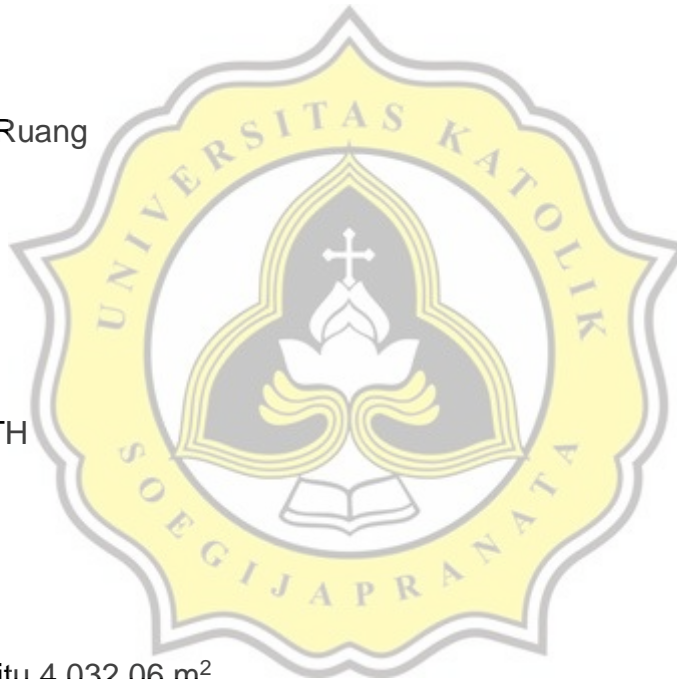 Ruang
UNIVERSITAS KATOLIK
TH
SOEGIJAPRANATA
itu 4.032,06 m²